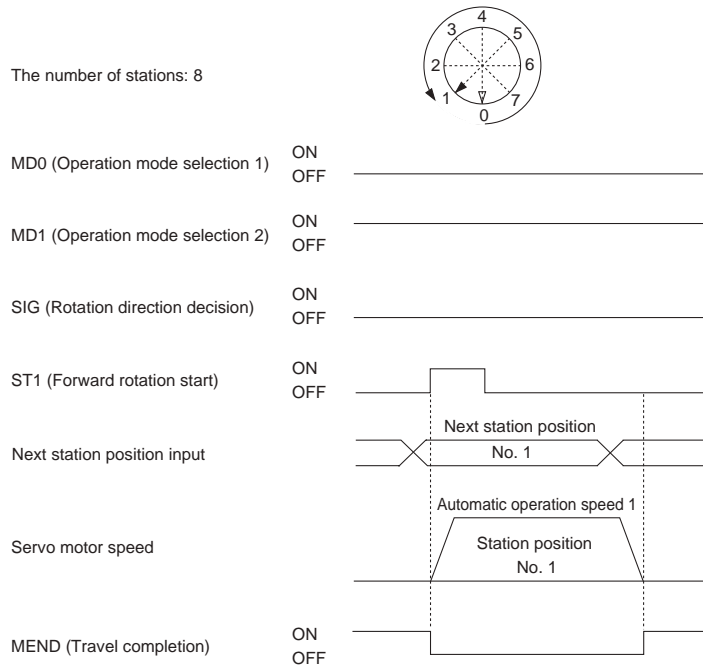 4
3 5
The number of stations: 8
2 6
1 7
0
MD0 (Operation mode selection 1)
ON
OFF
MD1 (Operation mode selection 2)
ON
OFF
SIG (Rotation direction decision)
ON
OFF
ST1 (Forward rotation start)
ON
OFF
Next station position input
Next station position
No. 1
Servo motor speed
Automatic operation speed 1
Station position
No. 1
MEND (Travel completion)
ON
OFF